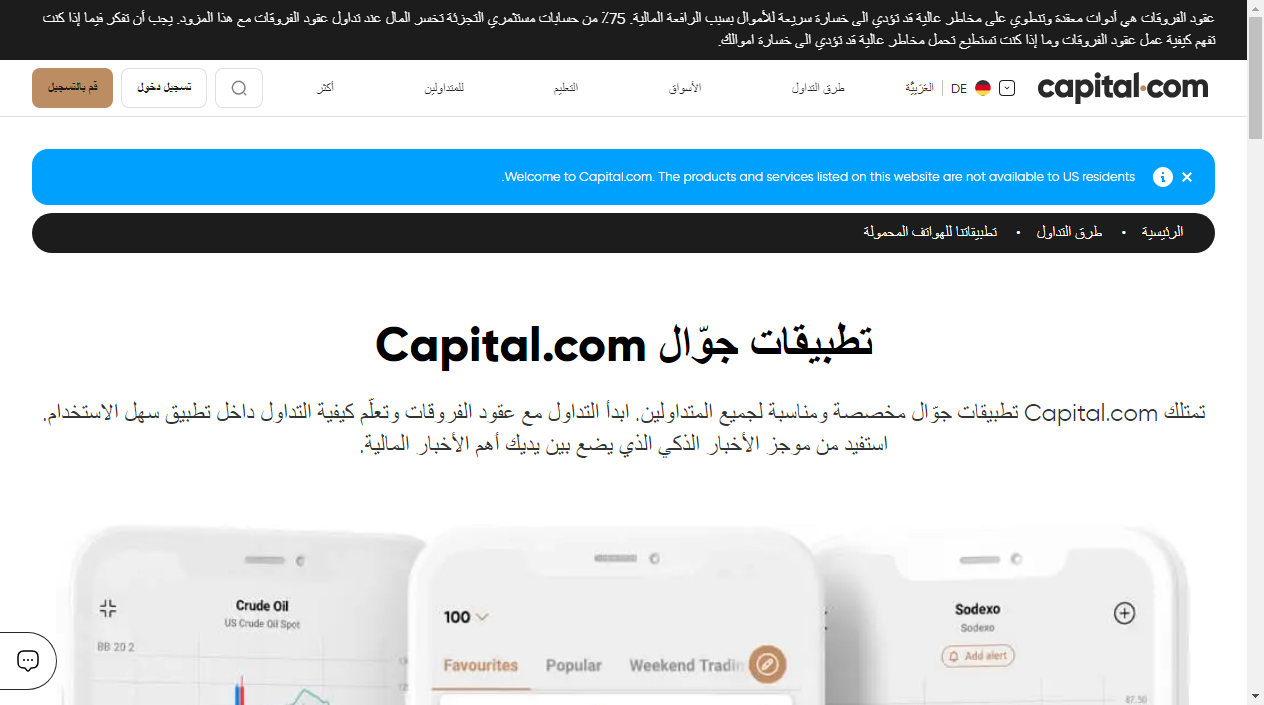 عقود الفروقات هي أدوات معقدة وتنطوي على مخاطر عالية قد تؤدي الى خسارة سريعة للأموال بسبب الرافعة المالية. 75٪ من حسابات مستثمري التجزئة تخسر المال عند تداول عقود الفروقات مع هذا المزود. يجب أن تفكر فيما إذا كنت
تفهم كيفية عمل عقود الفروقات وما إذا كنت تستطيع تحمل مخاطر عالية قد تؤدي الى خسارة اموالك.
capital.com
DE
العَرَبِيَّة
طرق التداول
الأسواق
التعليم
للمتداولين
أكثر
تسجيل دخول
قم بالتسجيل
Welcome to Capital.com. The products and services listed on this website are not available to US residents.
الرئيسية • طرق التداول • تطبيقاتنا للهواتف المحمولة
تطبيقات جوّال Capital.com
تمتلك Capital.com تطبيقات جوّال مخصصة ومناسبة لجميع المتداولين. ابدأ التداول مع عقود الفروقات وتعلّم كيفية التداول داخل تطبيق سهل الاستخدام.
استفيد من موجز الأخبار الذكي الذي يضع بين يديك أهم الأخبار المالية.
Crude Oil
US Crude Oil Spot
BB 20 2
100
Favourites
Popular
Weekend Tradin
Sodexo
Sodexo
Add alert
87.50